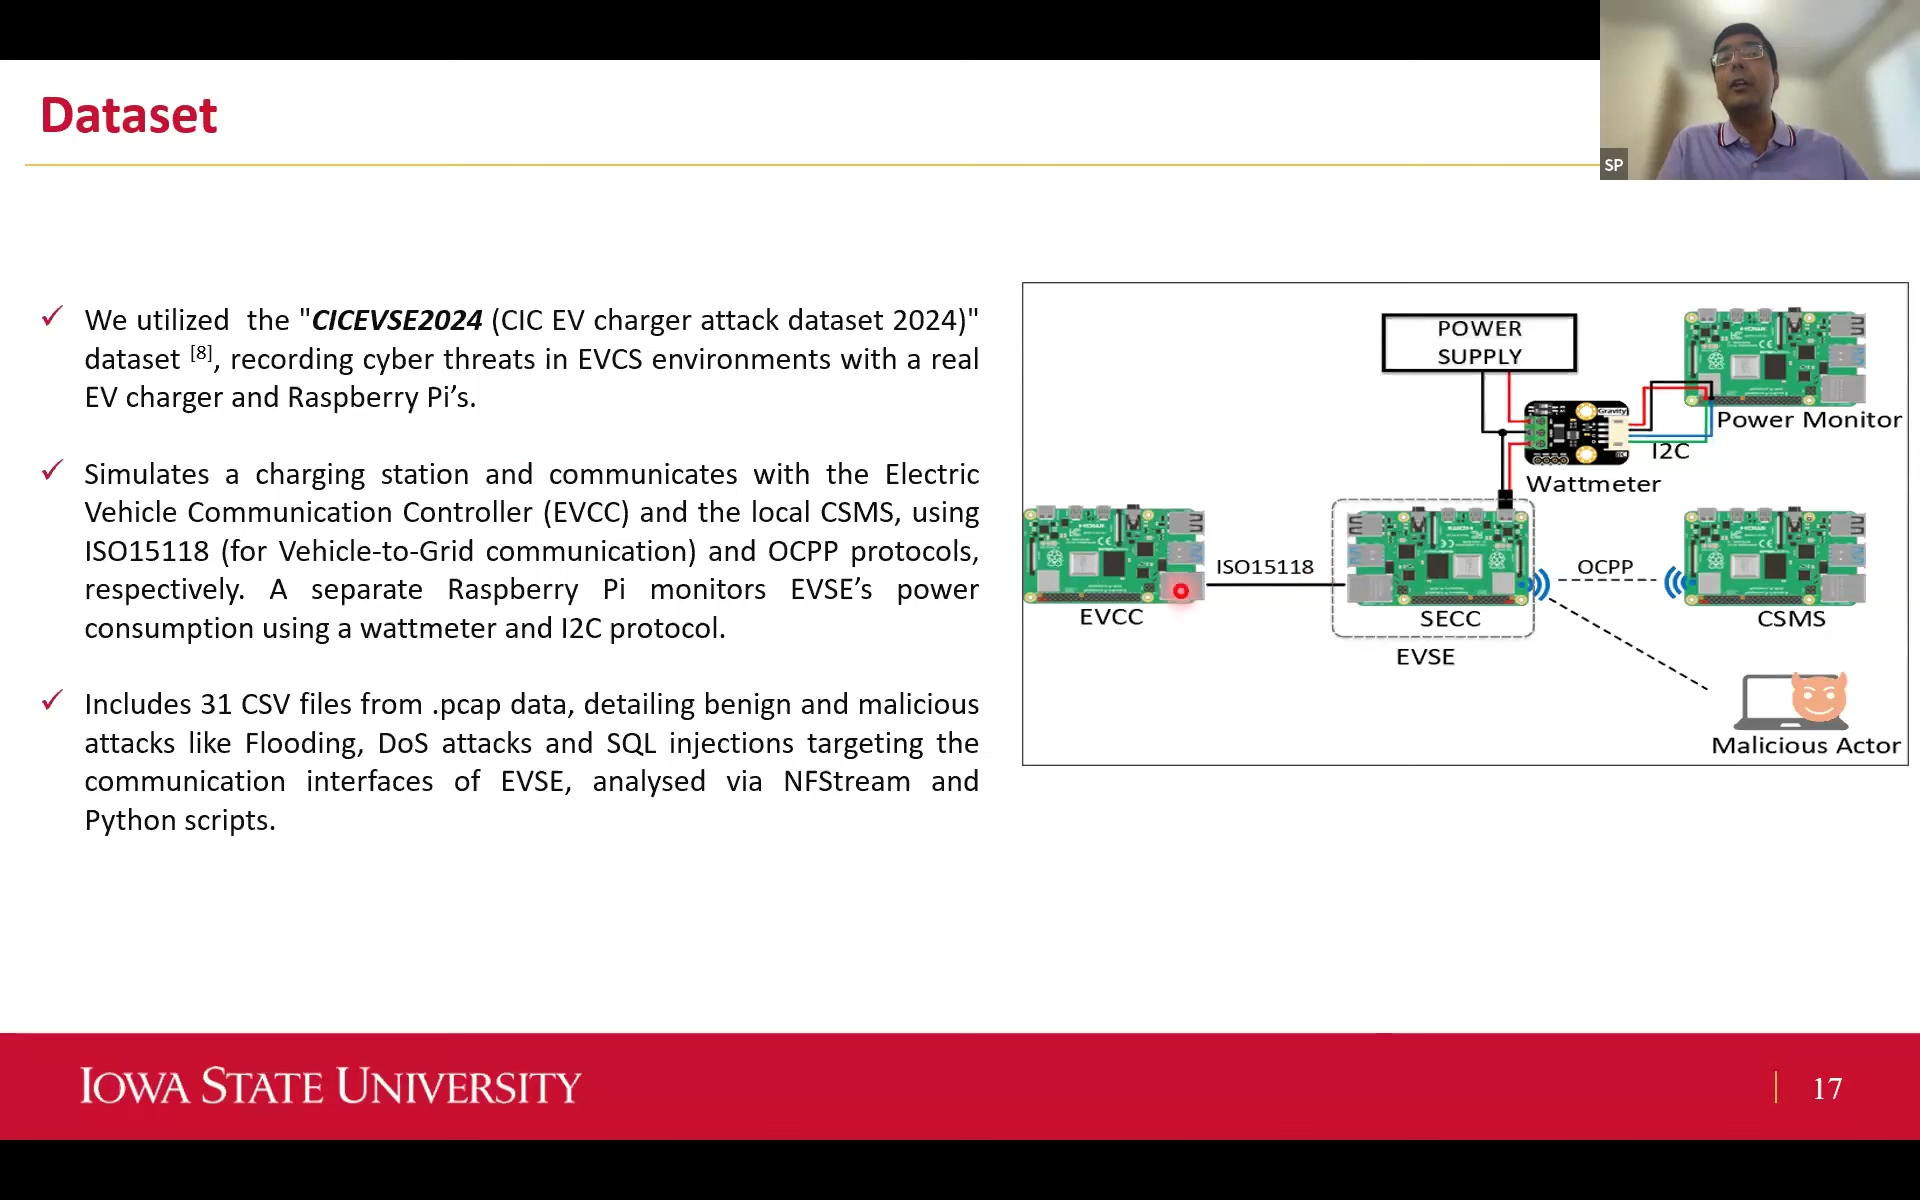 SP
Dataset
We utilized the "CICEVSE2024 (CIC EV charger attack dataset 2024)"
dataset [8], recording cyber threats in EVCS environments with a real
EV charger and Raspberry Pi’s.
Simulates a charging station and communicates with the Electric
Vehicle Communication Controller (EVCC) and the local CSMS, using
ISO15118 (for Vehicle-to-Grid communication) and OCPP protocols,
respectively. A separate Raspberry Pi monitors EVSE’s power
consumption using a wattmeter and I2C protocol.
Includes 31 CSV files from .pcap data, detailing benign and malicious
attacks like Flooding, DoS attacks and SQL injections targeting the
communication interfaces of EVSE, analysed via NFStream and
Python scripts.
POWER
SUPPLY
Gravity
Power Monitor
I2C
Wattmeter
ISO15118
OCPP
EVCC
SECC
CSMS
EVSE
Malicious Actor
IOWA STATE UNIVERSITY
17